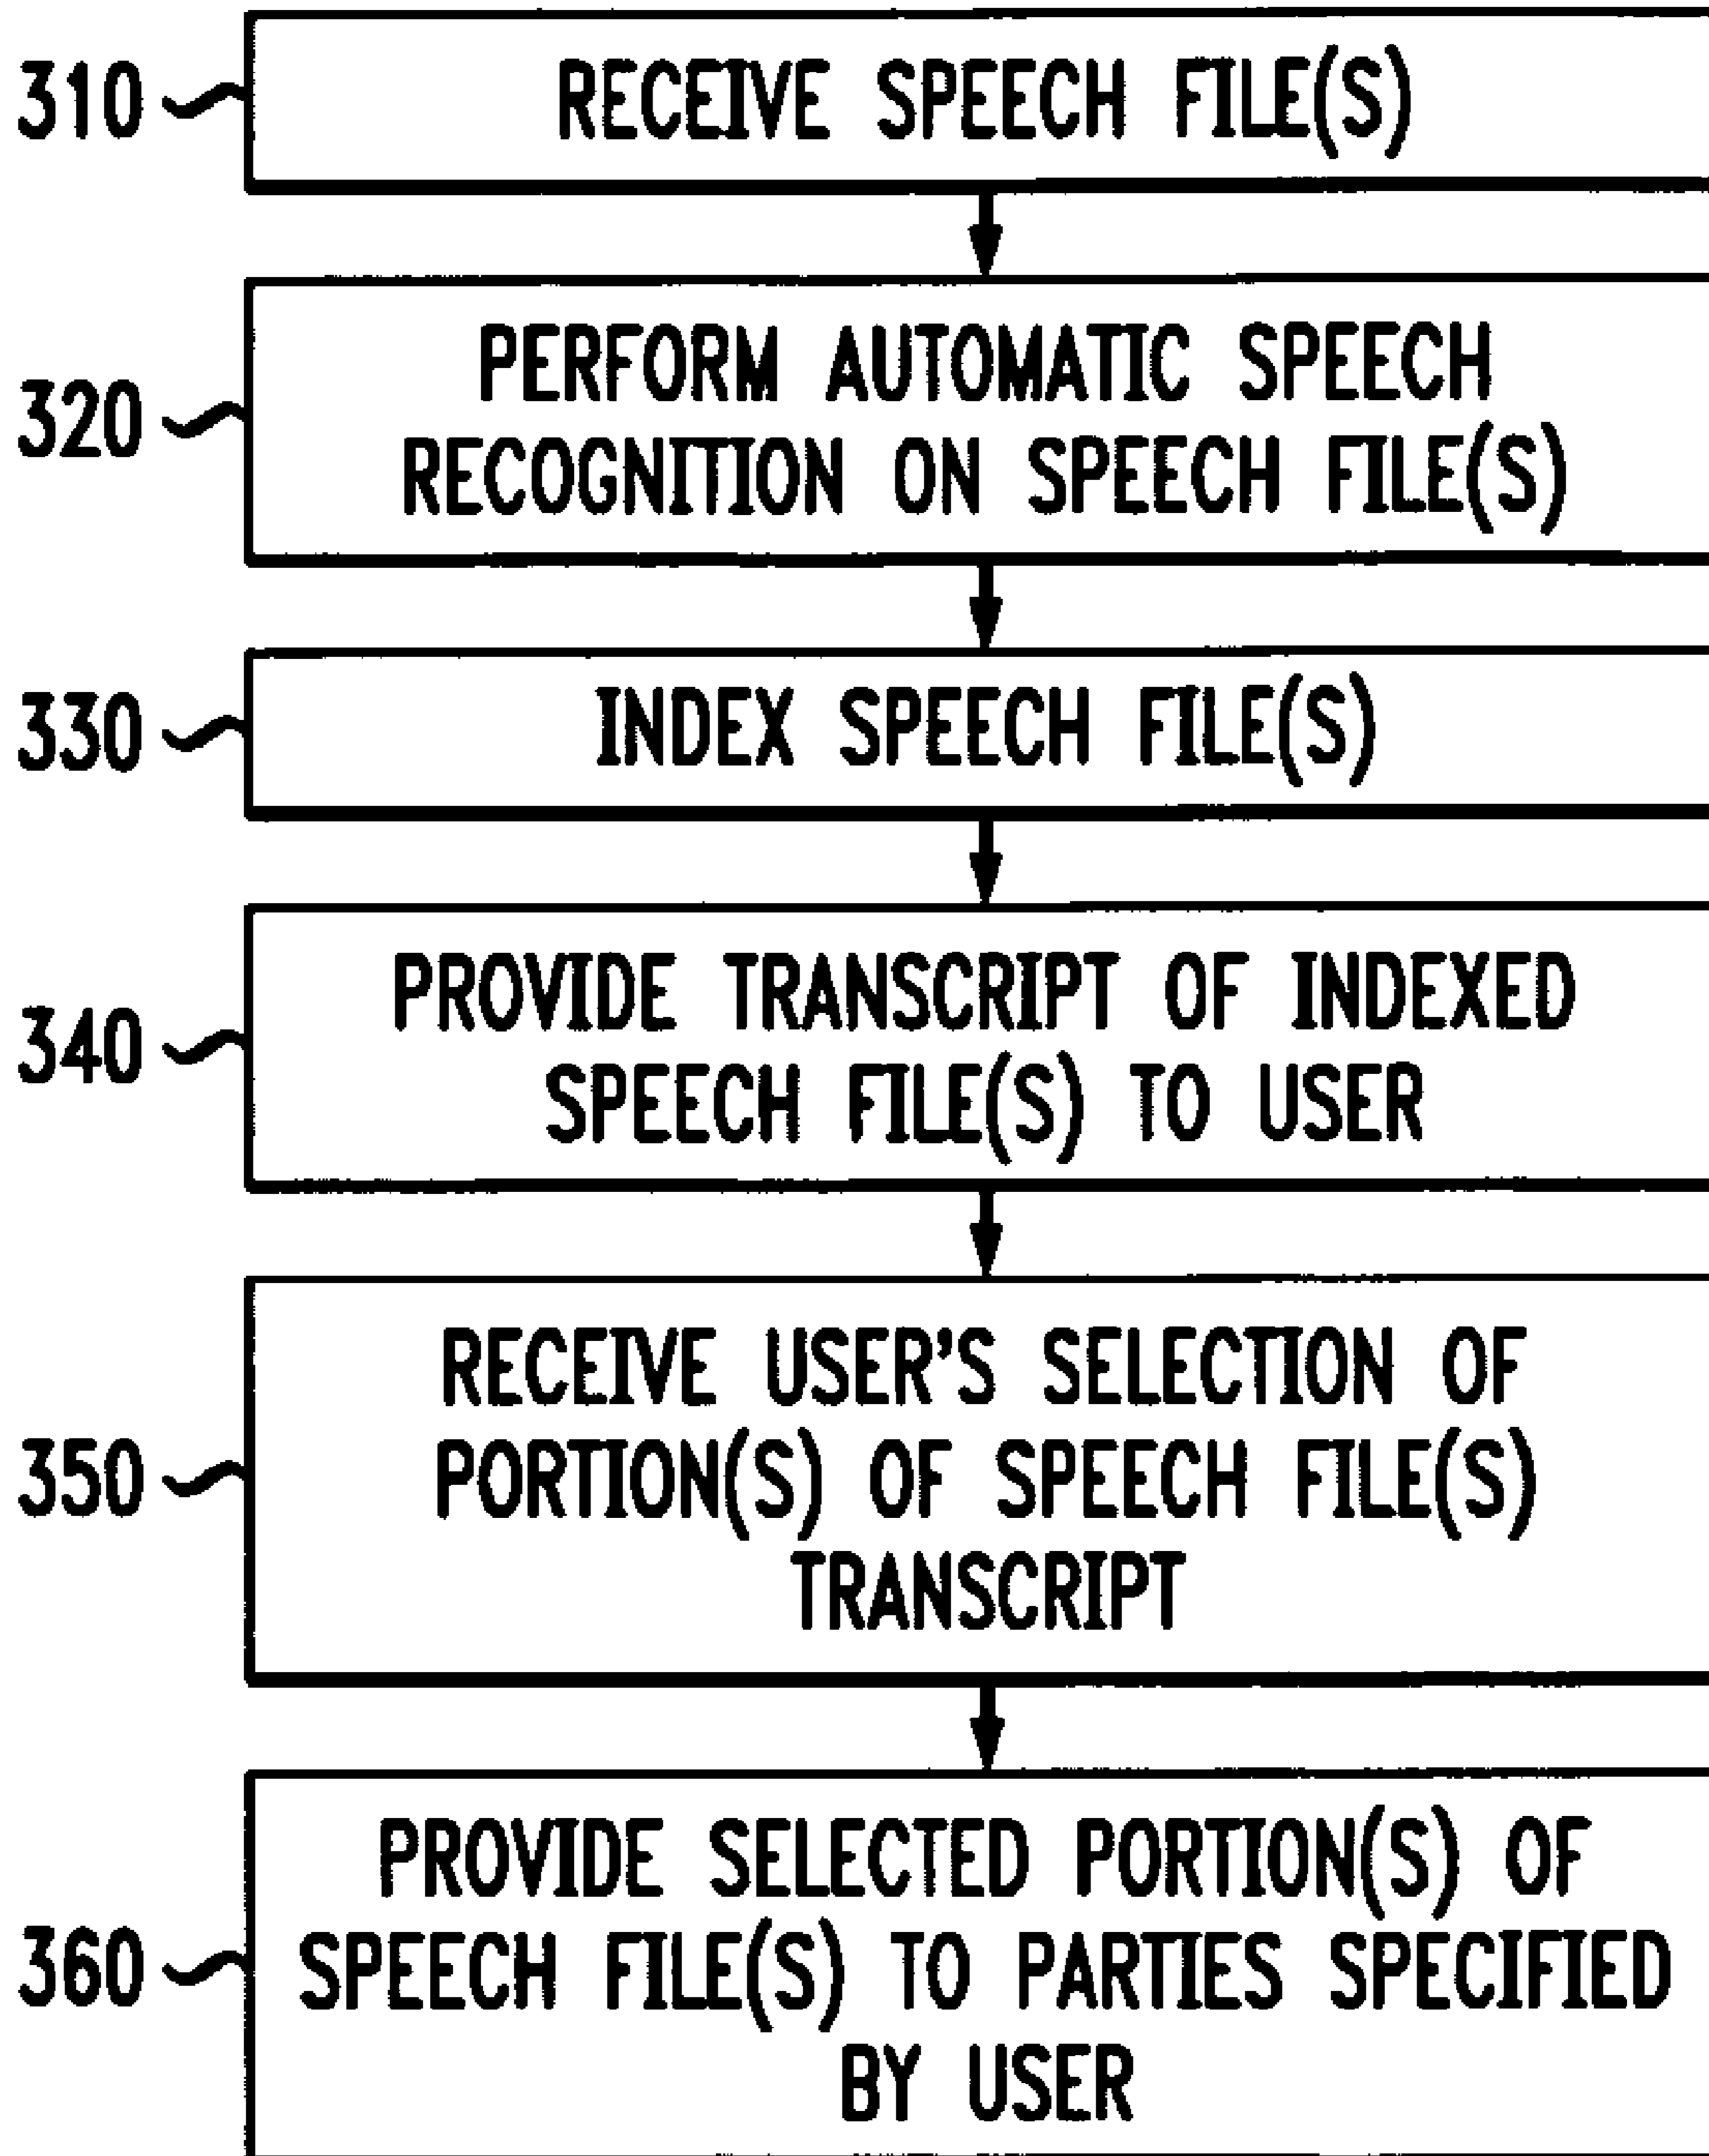 310
RECEIVE SPEECH FILE(S)
320
PERFORM AUTOMATIC SPEECH
RECOGNITION ON SPEECH FILE(S)
330
INDEX SPEECH FILE(S)
340
PROVIDE TRANSCRIPT OF INDEXED
SPEECH FILE(S) TO USER
350
RECEIVE USER'S SELECTION OF
PORTION(S) OF SPEECH FILE(S)
TRANSCRIPT
360
PROVIDE SELECTED PORTION(S) OF
SPEECH FILE(S) TO PARTIES SPECIFIED
BY USER